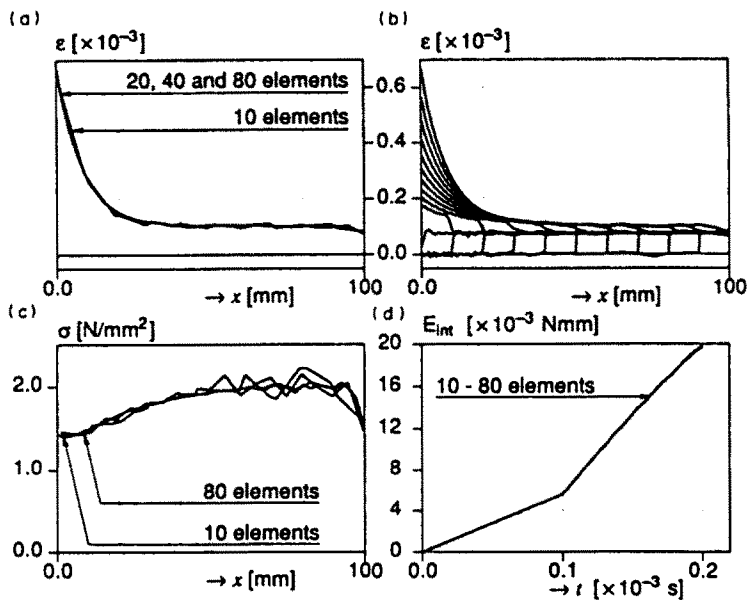 (a)
ε [×10⁻³]
20, 40 and 80 elements
10 elements
0.0
→ x [mm]
100
(b)
ε [×10⁻³]
0.6
0.4
0.2
0.0
0.0
→ x [mm]
100
(c)
σ [N/mm²]
2.0
1.0
0.0
80 elements
10 elements
0.0
→ x [mm]
100
(d)
E_int [×10⁻³ Nmm]
20
16
12
8
4
0
10 - 80 elements
0.0
0.1
0.2
→ t [×10⁻³ s]